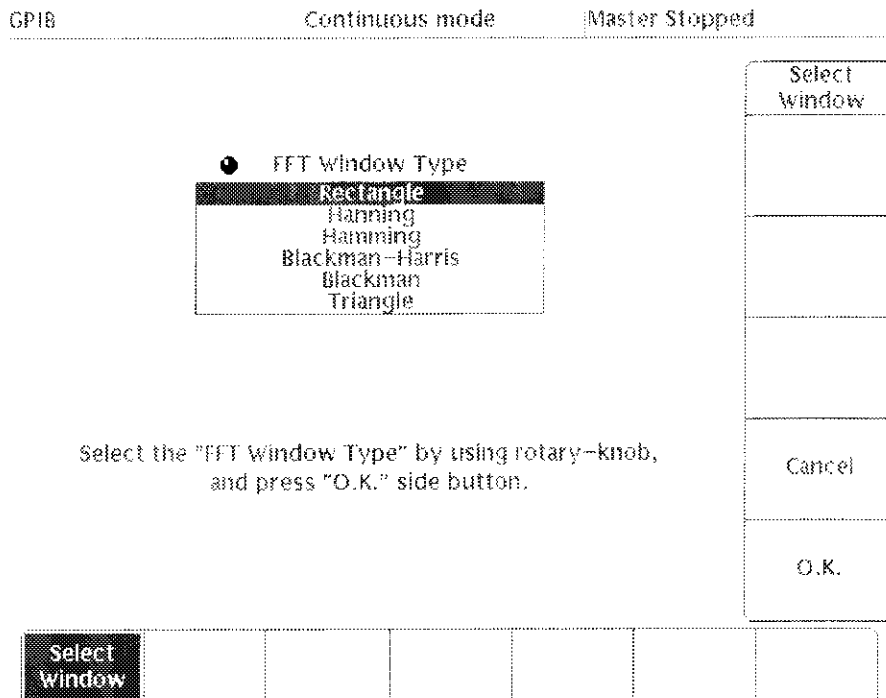 GPIB Continuous mode Master Stopped
Select
Window
FFT Window Type
Rectangle
Hanning
Hamming
Blackman-Harris
Blackman
Triangle
Select the "FFT Window Type" by using rotary-knob,
and press "O.K." side button.
Cancel
O.K.
Select
Window